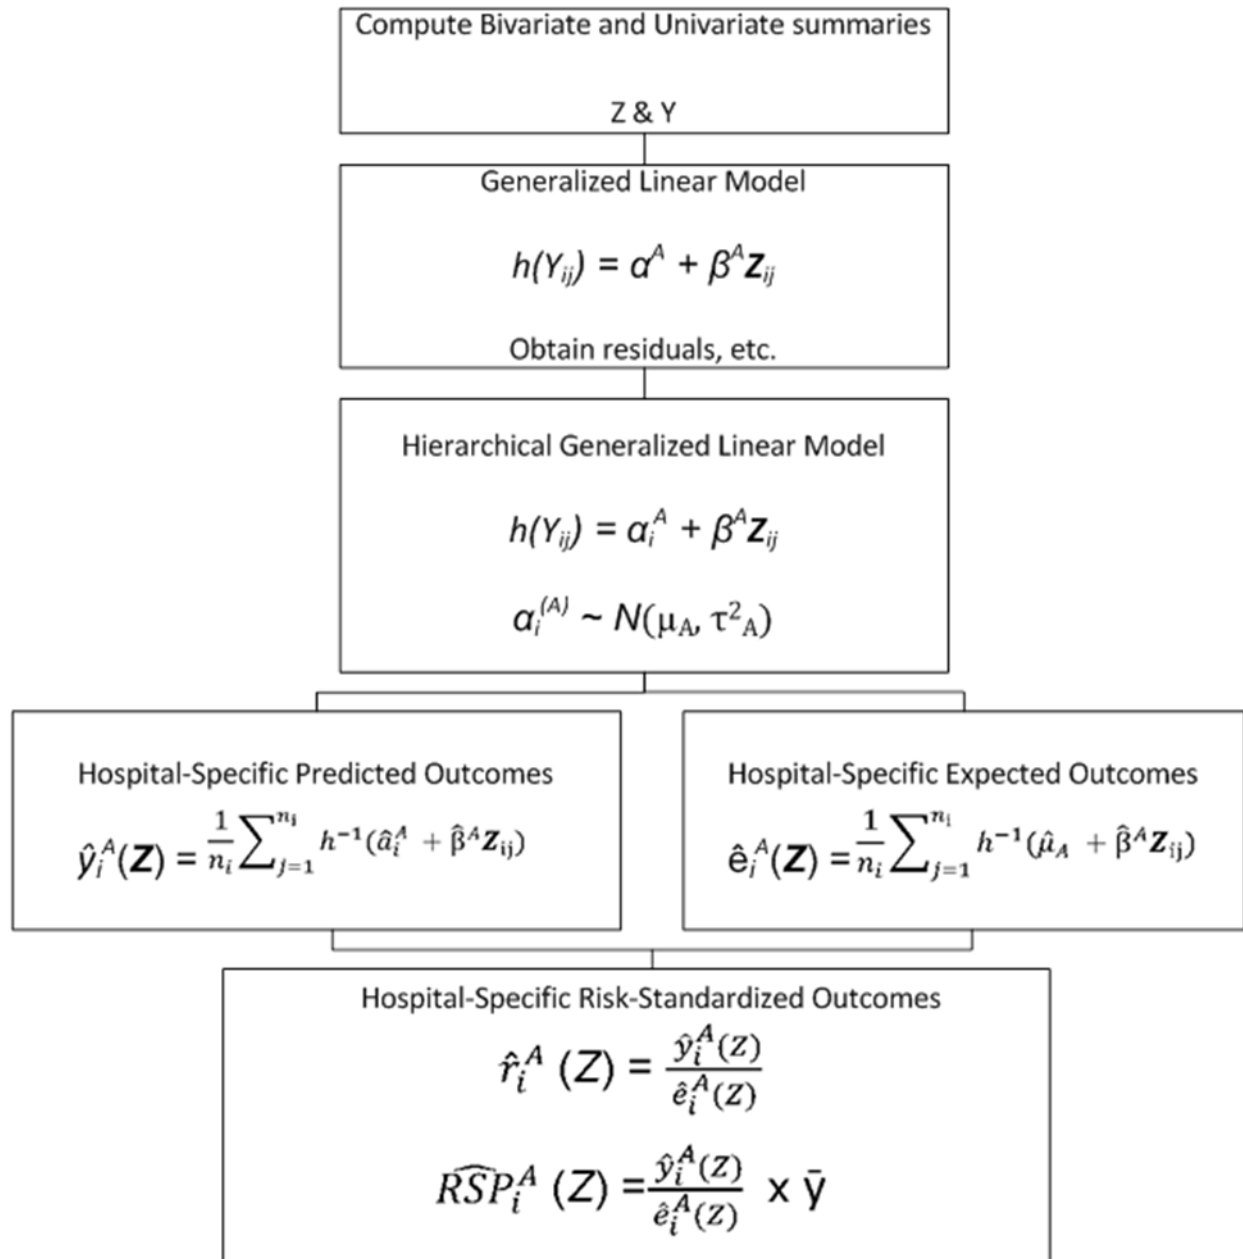 Compute Bivariate and Univariate summaries
Z & Y
Generalized Linear Model
h(Y_ij) = α^A + β^A Z_ij
Obtain residuals, etc.
Hierarchical Generalized Linear Model
h(Y_ij) = α_i^A + β^A Z_ij
α_i^(A) ~ N(μ_A, τ²_A)
Hospital-Specific Predicted Outcomes
ŷ_i^A(Z) = 1/n_i ∑_{j=1}^{n_i} h^{-1}(α̂_i^A + β̂^A Z_ij)
Hospital-Specific Expected Outcomes
ê_i^A(Z) = 1/n_i ∑_{j=1}^{n_i} h^{-1}(μ̂_A + β̂^A Z_ij)
Hospital-Specific Risk-Standardized Outcomes
r̂_i^A (Z) = ŷ_i^A(Z) / ê_i^A(Z)
\widehat{RSP}_i^A (Z) = ŷ_i^A(Z) / ê_i^A(Z) x ȳ